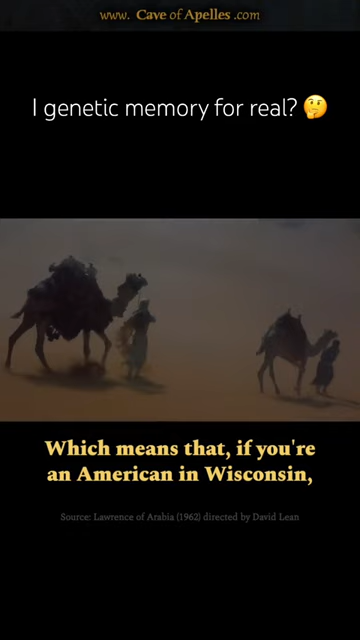 www. Cave of Apelles .com
I genetic memory for real? 🤔
Which means that, if you're
an American in Wisconsin,
Source: Lawrence of Arabia (1962) directed by David Lean